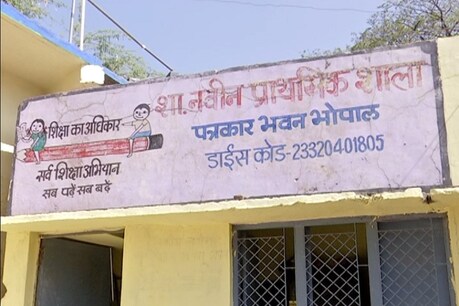 शिक्षा का अधिकार
सर्व शिक्षा अभियान
सब पढ़ें सब बढ़ें
शा. नवीन प्राथमिक शाला
पत्रकार भवन भोपाल
डाईस कोड-23320401805